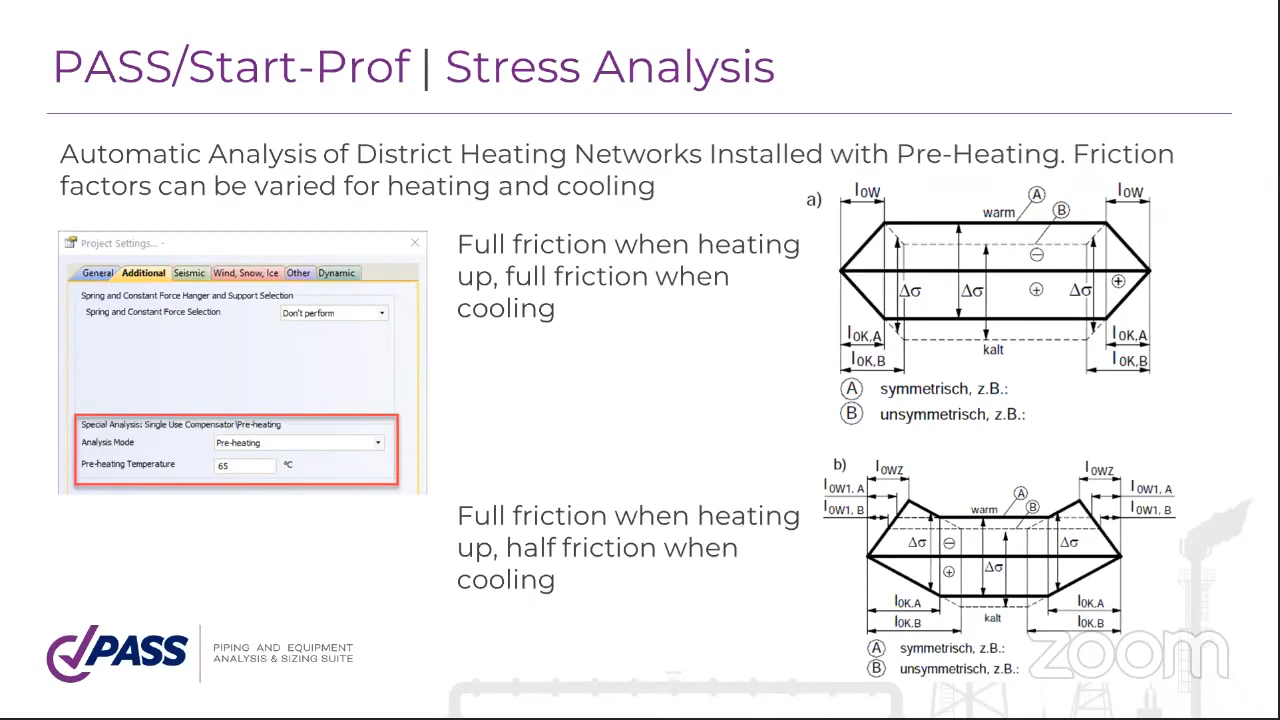 PASS/Start-Prof | Stress Analysis
Automatic Analysis of District Heating Networks Installed with Pre-Heating. Friction
factors can be varied for heating and cooling
Project Settings... -
General Additional Seismic Wind, Snow, Ice Other Dynamic
Spring and Constant Force Hanger and Support Selection
Spring and Constant Force Selection Don't perform
Special Analysis: Single Use Compensator\Pre-heating
Analysis Mode Pre-heating
Pre-heating Temperature 65 °C
Full friction when heating
up, full friction when
cooling
a)
l0W l0W
A
warm B
⊖
⊕
Δσ Δσ ⊕ Δσ
l0K,A l0K,A
kalt
l0K,B l0K,B
A symmetrisch, z.B.:
B unsymmetrisch, z.B.:
Full friction when heating
up, half friction when
cooling
b)
l0WZ l0WZ
l0W1, A l0W1, A
A
l0W1, B warm B l0W1, B
Δσ ⊖ Δσ
⊕ Δσ
l0K,A l0K,A
l0K,B kalt l0K,B
A symmetrisch, z.B.:
B unsymmetrisch, z.B.:
PASS
PIPING AND EQUIPMENT
ANALYSIS & SIZING SUITE
zoom